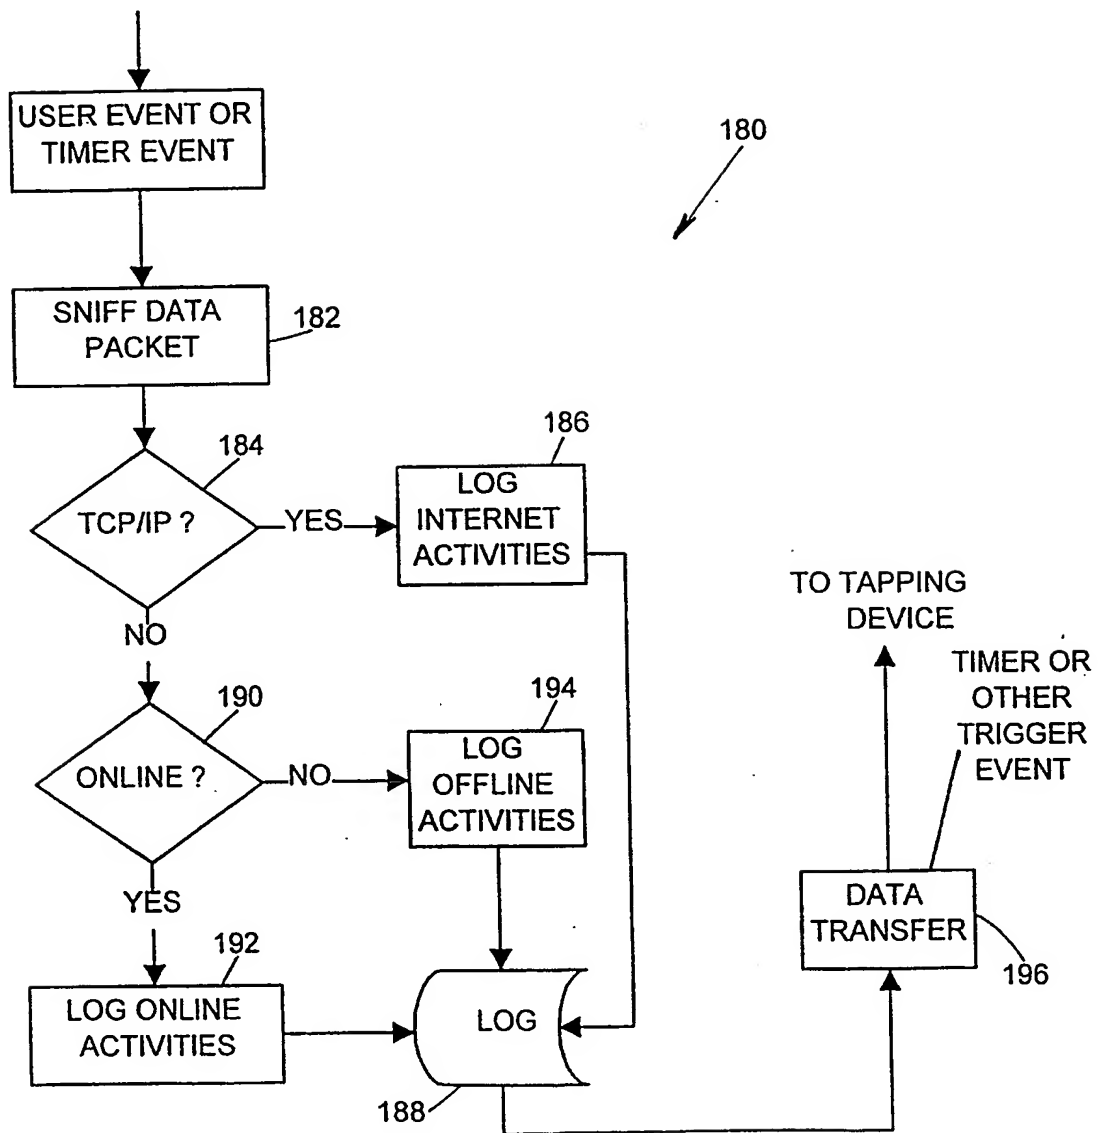 USER EVENT OR
TIMER EVENT
180
SNIFF DATA
PACKET
182
184
TCP/IP ?
YES
186
LOG
INTERNET
ACTIVITIES
NO
190
ONLINE ?
NO
194
LOG
OFFLINE
ACTIVITIES
YES
192
LOG ONLINE
ACTIVITIES
LOG
188
TO TAPPING
DEVICE
TIMER OR
OTHER
TRIGGER
EVENT
DATA
TRANSFER
196